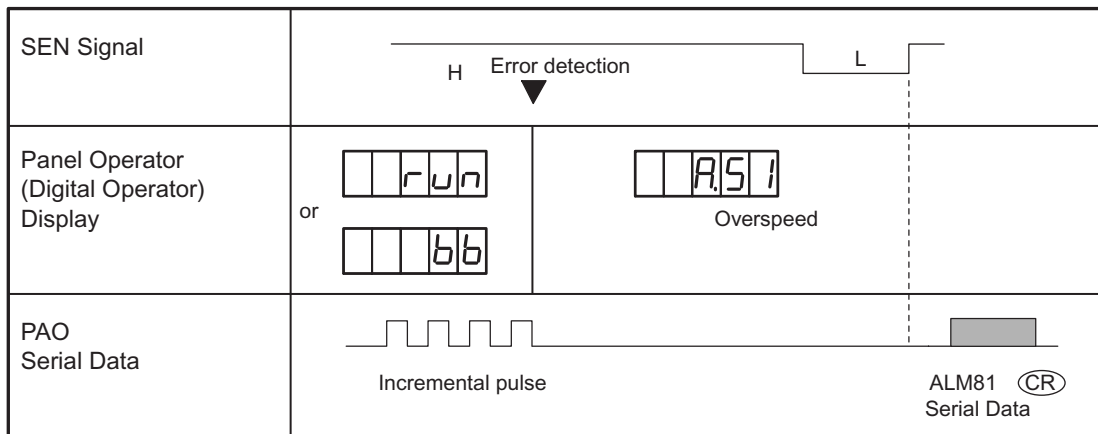 SEN Signal
H
Error detection
L
Panel Operator
(Digital Operator)
Display
run
or
bb
A.51
Overspeed
PAO
Serial Data
Incremental pulse
ALM81 CR
Serial Data